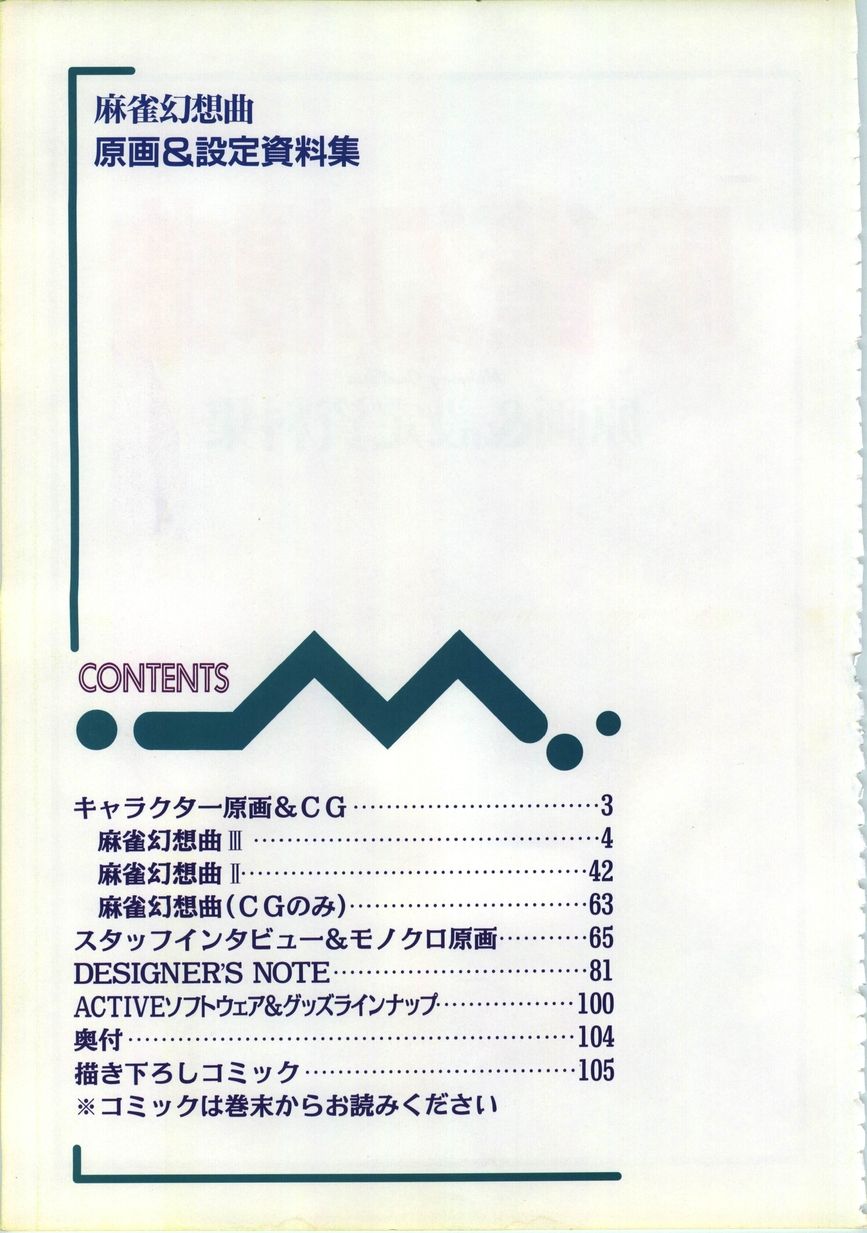 麻雀幻想曲
原画&設定資料集
CONTENTS
キャラクター原画&CG‥‥‥‥‥‥‥‥‥‥‥‥‥‥3
麻雀幻想曲Ⅲ‥‥‥‥‥‥‥‥‥‥‥‥‥‥‥‥‥‥‥‥4
麻雀幻想曲Ⅱ‥‥‥‥‥‥‥‥‥‥‥‥‥‥‥‥‥‥‥‥42
麻雀幻想曲(CGのみ)‥‥‥‥‥‥‥‥‥‥‥‥‥‥63
スタッフインタビュー&モノクロ原画‥‥‥‥‥65
DESIGNER'S NOTE‥‥‥‥‥‥‥‥‥‥‥‥‥‥‥81
ACTIVEソフトウェア&グッズラインナップ‥‥‥‥‥‥‥‥100
奥付‥‥‥‥‥‥‥‥‥‥‥‥‥‥‥‥‥‥‥‥‥‥‥‥‥‥104
描き下ろしコミック‥‥‥‥‥‥‥‥‥‥‥‥‥‥‥‥105
※コミックは巻末からお読みください